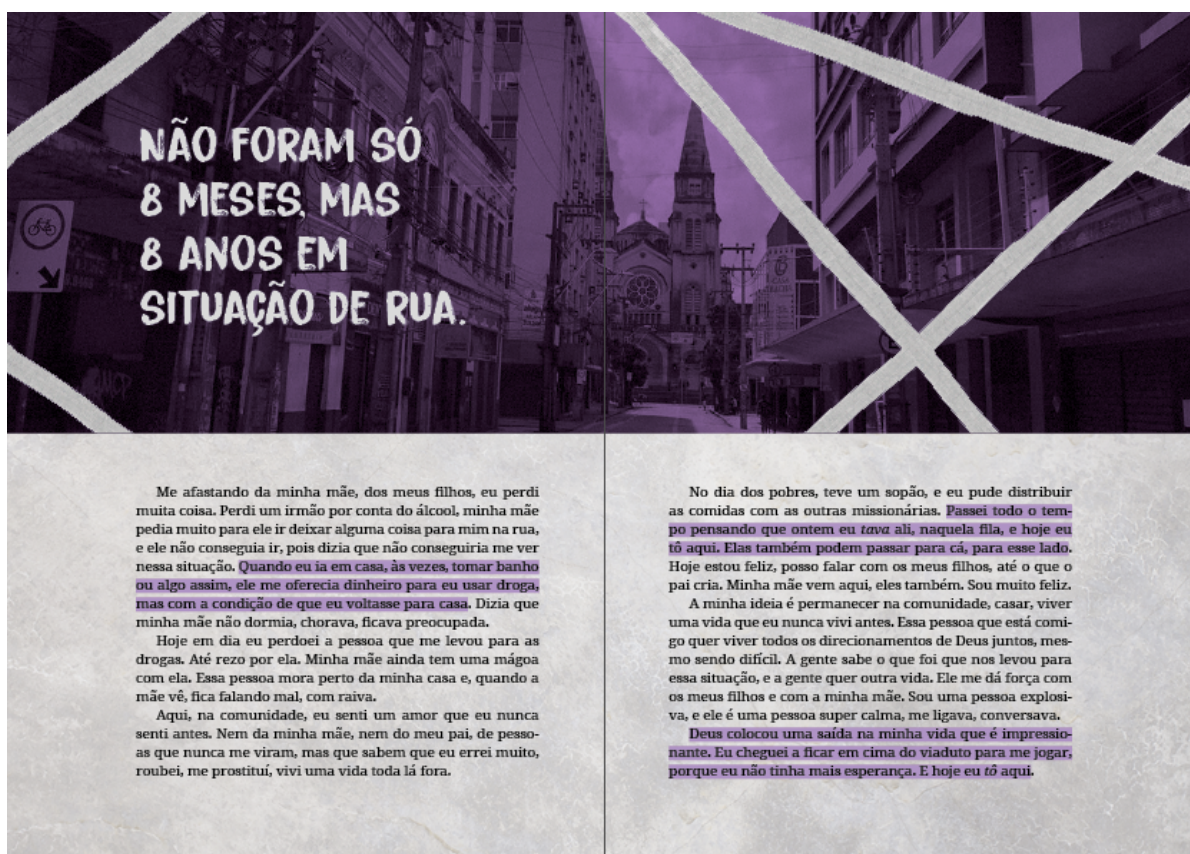 NÃO FORAM SÓ
8 MESES, MAS
8 ANOS EM
SITUAÇÃO DE RUA.
Me afastando da minha mãe, dos meus filhos, eu perdi
muita coisa. Perdi um irmão por conta do álcool, minha mãe
pedia muito para ele ir deixar alguma coisa para mim na rua,
e ele não conseguia ir, pois dizia que não conseguiria me ver
nessa situação. Quando eu ia em casa, às vezes, tomar banho
ou algo assim, ele me oferecia dinheiro para eu usar droga,
mas com a condição de que eu voltasse para casa. Dizia que
minha mãe não dormia, chorava, ficava preocupada.
Hoje em dia eu perdoei a pessoa que me levou para as
drogas. Até rezo por ela. Minha mãe ainda tem uma mágoa
com ela. Essa pessoa mora perto da minha casa e, quando a
mãe vê, fica falando mal, com raiva.
Aqui, na comunidade, eu senti um amor que eu nunca
senti antes. Nem da minha mãe, nem do meu pai, de pesso-
as que nunca me viram, mas que sabem que eu errei muito,
roubei, me prostituí, vivi uma vida toda lá fora.
No dia dos pobres, teve um sopão, e eu pude distribuir
as comidas com as outras missionárias. Passei todo o tem-
po pensando que ontem eu tava ali, naquela fila, e hoje eu
tô aqui. Elas também podem passar para cá, para esse lado.
Hoje estou feliz, posso falar com os meus filhos, até o que o
pai cria. Minha mãe vem aqui, eles também. Sou muito feliz.
A minha ideia é permanecer na comunidade, casar, viver
uma vida que eu nunca vivi antes. Essa pessoa que está comi-
go quer viver todos os direcionamentos de Deus juntos, mes-
mo sendo difícil. A gente sabe o que foi que nos levou para
essa situação, e a gente quer outra vida. Ele me dá força com
os meus filhos e com a minha mãe. Sou uma pessoa explosi-
va, e ele é uma pessoa super calma, me ligava, conversava.
Deus colocou uma saída na minha vida que é impressio-
nante. Eu cheguei a ficar em cima do viaduto para me jogar,
porque eu não tinha mais esperança. E hoje eu tô aqui.